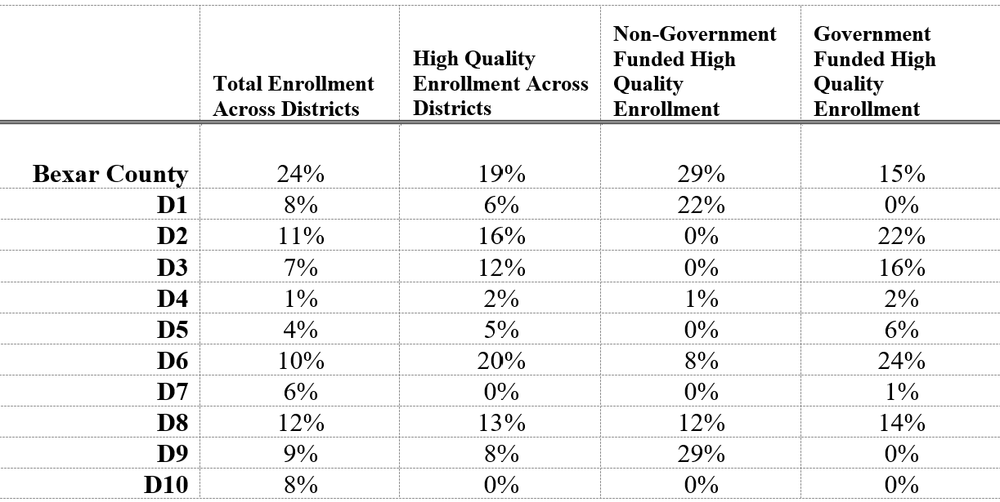 Total Enrollment
Across Districts
High Quality
Enrollment Across
Districts
Non-Government
Funded High
Quality
Enrollment
Government
Funded High
Quality
Enrollment
Bexar County 24% 19% 29% 15%
D1 8% 6% 22% 0%
D2 11% 16% 0% 22%
D3 7% 12% 0% 16%
D4 1% 2% 1% 2%
D5 4% 5% 0% 6%
D6 10% 20% 8% 24%
D7 6% 0% 0% 1%
D8 12% 13% 12% 14%
D9 9% 8% 29% 0%
D10 8% 0% 0% 0%